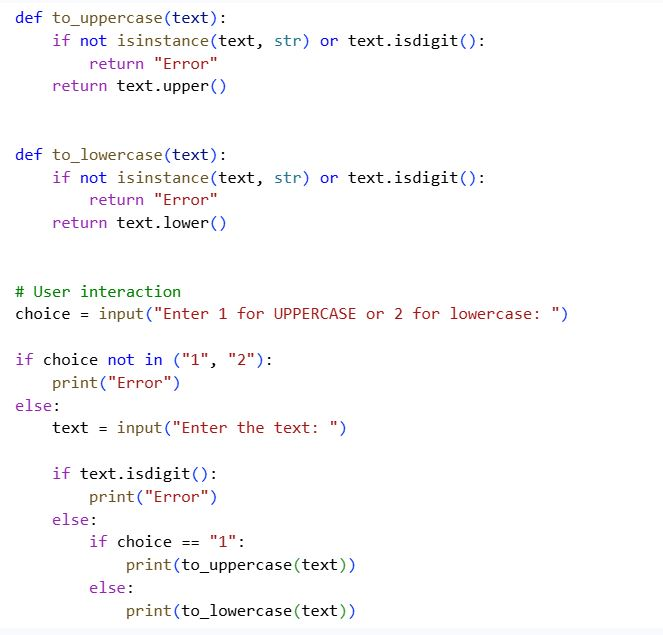 def to_uppercase(text):
    if not isinstance(text, str) or text.isdigit():
        return "Error"
    return text.upper()
def to_lowercase(text):
    if not isinstance(text, str) or text.isdigit():
        return "Error"
    return text.lower()
# User interaction
choice = input("Enter 1 for UPPERCASE or 2 for lowercase: ")
if choice not in ("1", "2"):
    print("Error")
else:
    text = input("Enter the text: ")
    if text.isdigit():
        print("Error")
    else:
        if choice == "1":
            print(to_uppercase(text))
        else:
            print(to_lowercase(text))